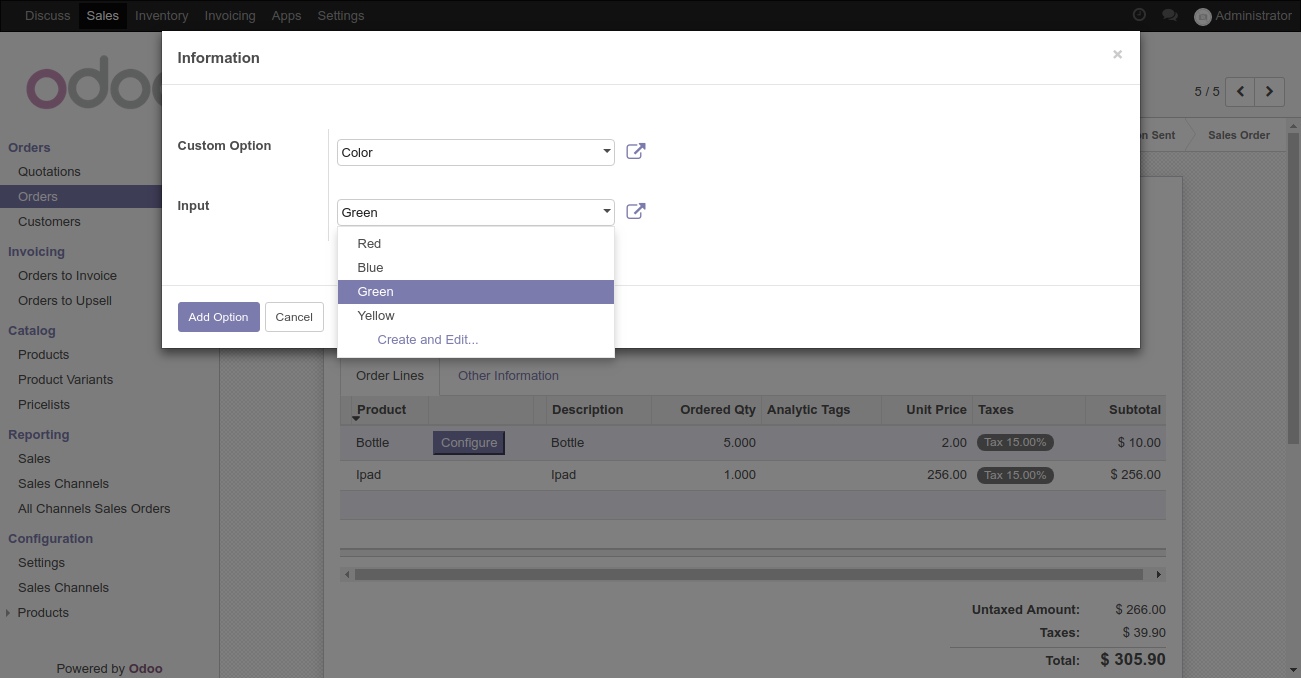 Discuss Sales Inventory Invoicing Apps Settings Administrator
Information ×
odoo
5 / 5
Custom Option Color
Input Green
Red
Blue
Green
Yellow
Create and Edit...
Add Option Cancel
n Sent Sales Order
Orders
Quotations
Orders
Customers
Invoicing
Orders to Invoice
Orders to Upsell
Catalog
Products
Product Variants
Pricelists
Reporting
Sales
Sales Channels
All Channels Sales Orders
Configuration
Settings
Sales Channels
Products
Powered by Odoo
Order Lines Other Information
Product Description Ordered Qty Analytic Tags Unit Price Taxes Subtotal
Bottle Configure Bottle 5.000 2.00 Tax 15.00% $ 10.00
Ipad Ipad 1.000 256.00 Tax 15.00% $ 256.00
Untaxed Amount: $ 266.00
Taxes: $ 39.90
Total: $ 305.90